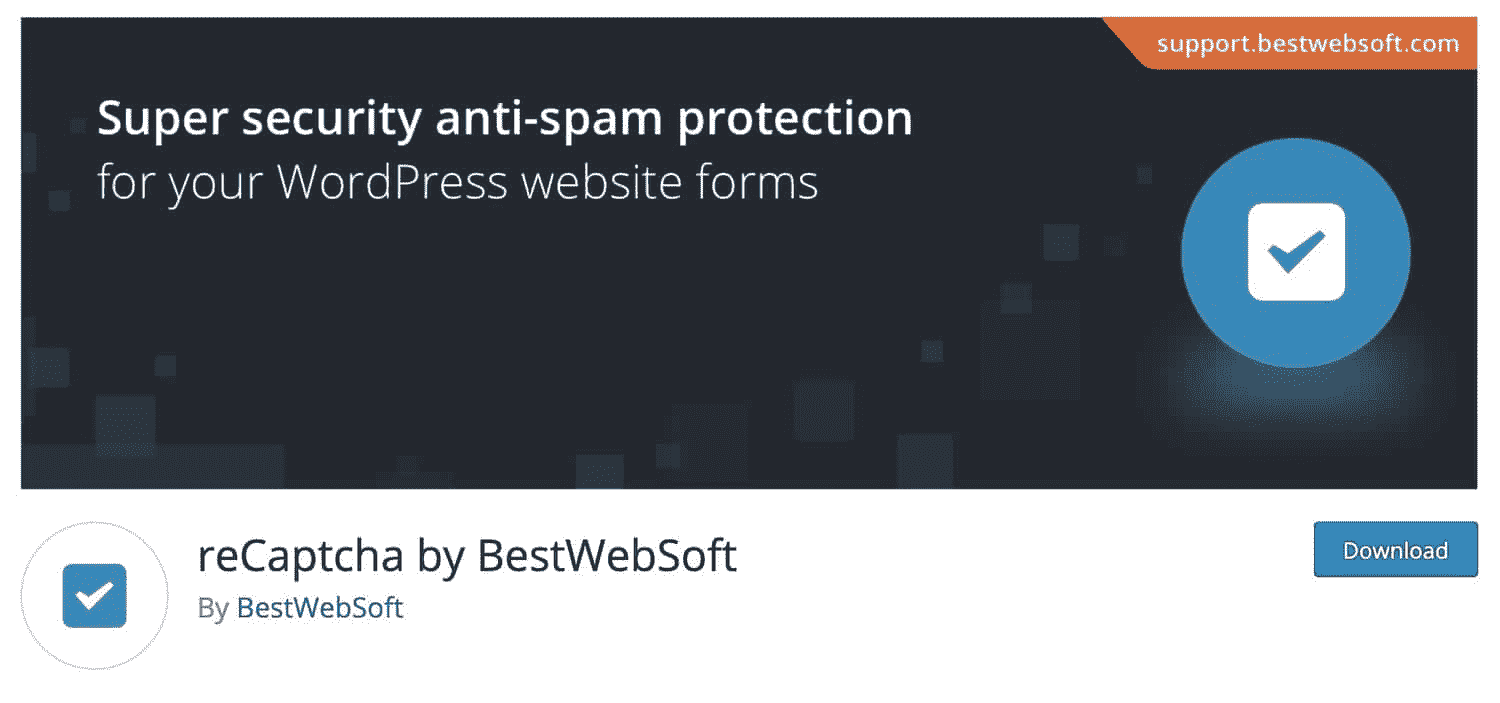 support.bestwebsoft.com
Super security anti-spam protection
for your WordPress website forms
reCaptcha by BestWebSoft
Download
By BestWebSoft